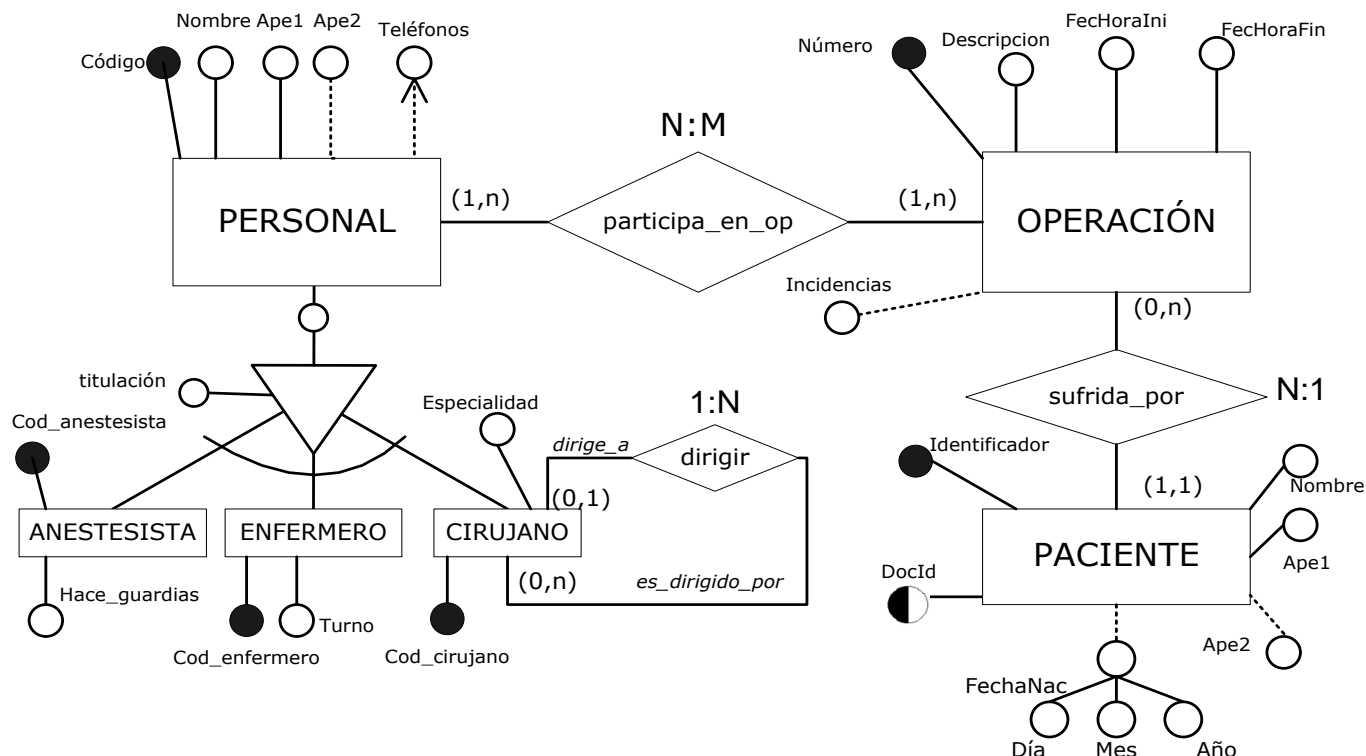 Nombre Ape1 Ape2 Teléfonos
Código
FecHoraIni
Número
Descripcion
FecHoraFin
N:M
PERSONAL
(1,n)
participa_en_op
(1,n)
OPERACIÓN
Incidencias
(0,n)
titulación
Cod_anestesista
Especialidad
1:N
dirige_a
dirigir
sufrida_por
N:1
Identificador
(0,1)
(1,1)
Nombre
ANESTESISTA
ENFERMERO
CIRUJANO
PACIENTE
Ape1
(0,n)
es_dirigido_por
DocId
Hace_guardias
Turno
Cod_enfermero
Cod_cirujano
Ape2
FechaNac
Día
Mes
Año